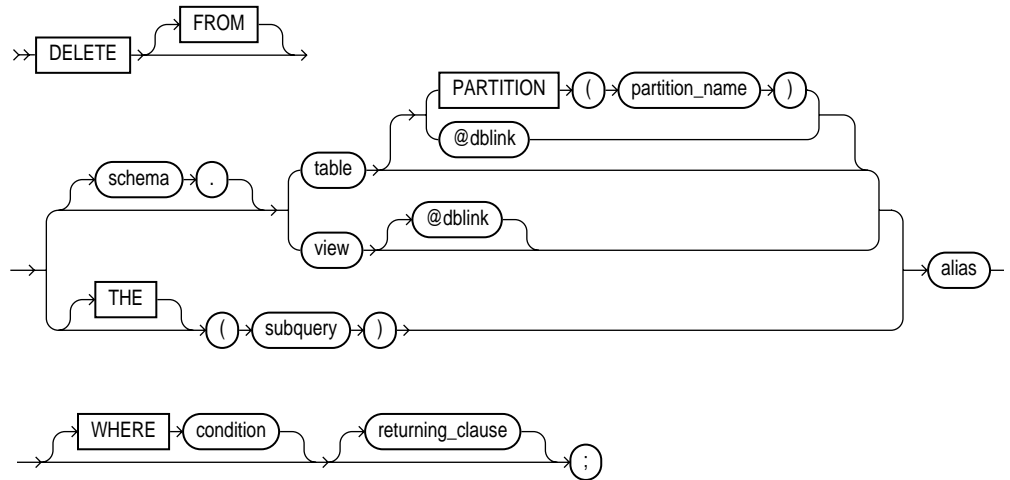 FROM
DELETE
PARTITION ( partition_name )
@dblink
schema . table
@dblink
view
alias
THE
( subquery )
WHERE condition returning_clause
;